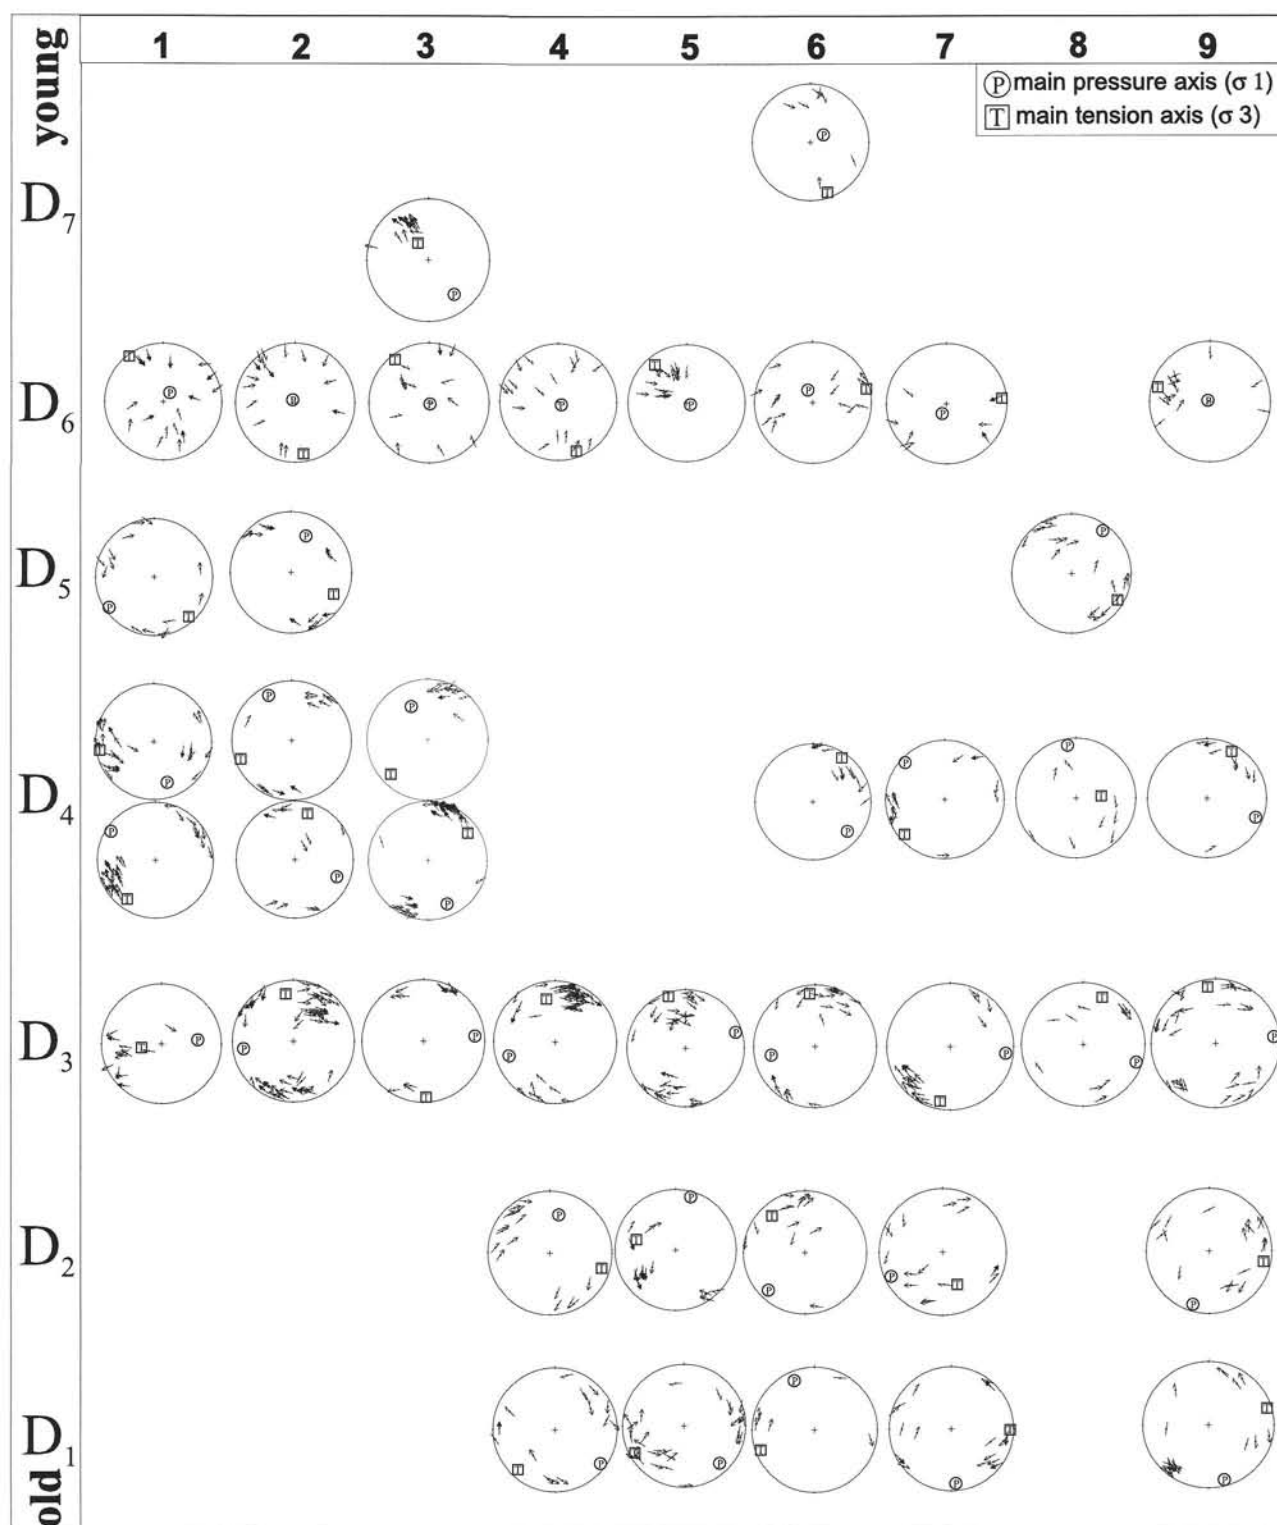 1 2 3 4 5 6 7 8 9
young
P main pressure axis (σ 1)
T main tension axis (σ 3)
D7
D6
D5
D4
D3
D2
D1
old